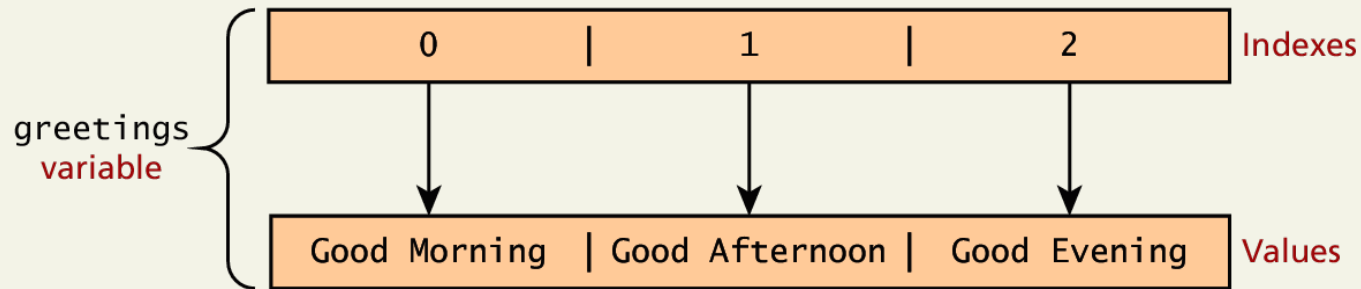 0 | 1 | 2 Indexes
greetings
variable
Good Morning | Good Afternoon | Good Evening Values